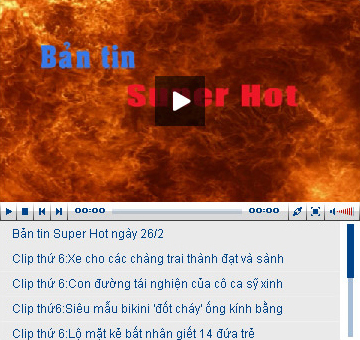 Bản tin
Super Hot
00:00 00:00
Bản tin Super Hot ngày 26/2
Clip thứ 6:Xe cho các chàng trai thành đạt và sành
Clip thứ 6:Con đường tái nghiện của cô ca sỹ xinh
Clip thứ6:Siêu mẫu bikini 'đốt cháy' ống kính bằng
Clip thứ 6:Lộ mặt kẻ bất nhân giết 14 đứa trẻ